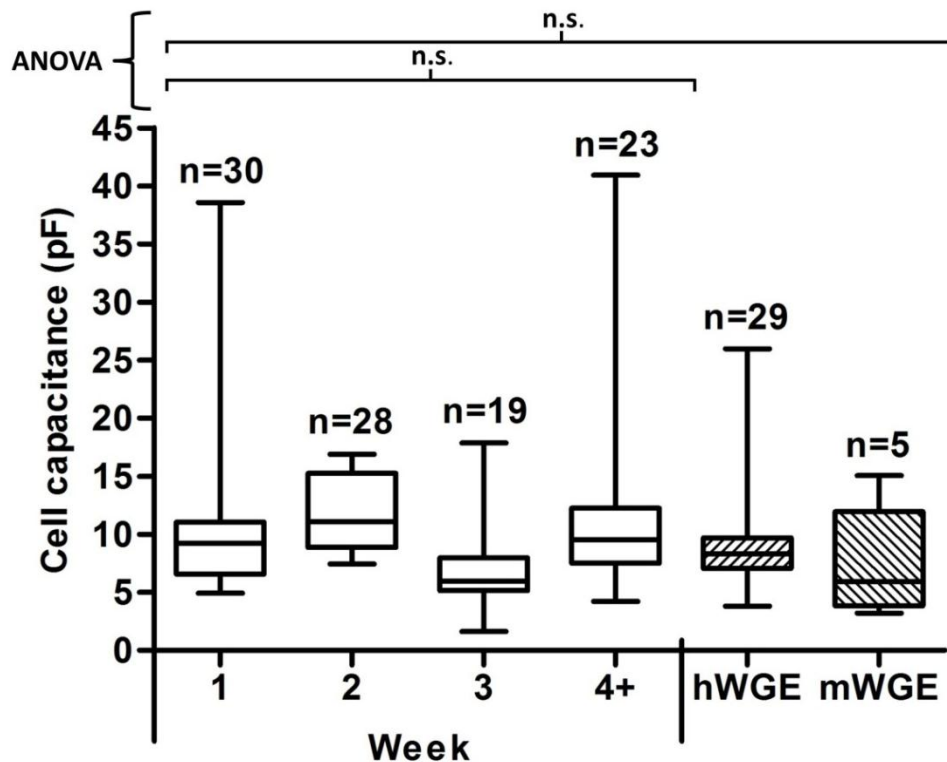 n.s.
ANOVA
n.s.
45
40
35
30
25
20
15
10
5
0
Cell capacitance (pF)
n=30
n=28
n=19
n=23
n=29
n=5
1 2 3 4+ hWGE mWGE
Week